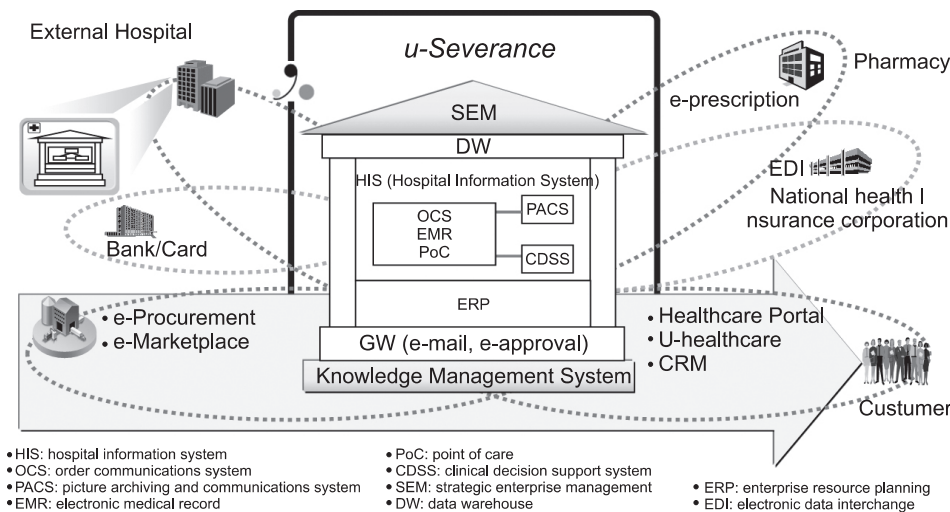 External Hospital
u-Severance
Pharmacy
e-prescription
SEM
DW
HIS (Hospital Information System)
OCS
EMR
PoC
PACS
CDSS
EDI
National health I
nsurance corporation
Bank/Card
ERP
• e-Procurement
• e-Marketplace
• Healthcare Portal
• U-healthcare
• CRM
GW (e-mail, e-approval)
Knowledge Management System
Custumer
• HIS: hospital information system
• OCS: order communications system
• PACS: picture archiving and communications system
• EMR: electronic medical record
• PoC: point of care
• CDSS: clinical decision support system
• SEM: strategic enterprise management
• DW: data warehouse
• ERP: enterprise resource planning
• EDI: electronic data interchange